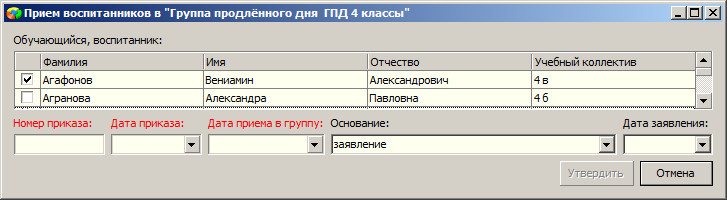 Прием воспитанников в "Группа продлённого дня  ГПД 4 классы"
Обучающийся, воспитанник:
Фамилия Имя Отчество Учебный коллектив
Агафонов Вениамин Александрович 4 в
Агранова Александра Павловна 4 б
Номер приказа: Дата приказа: Дата приема в группу: Основание: Дата заявления:
заявление
Утвердить Отмена